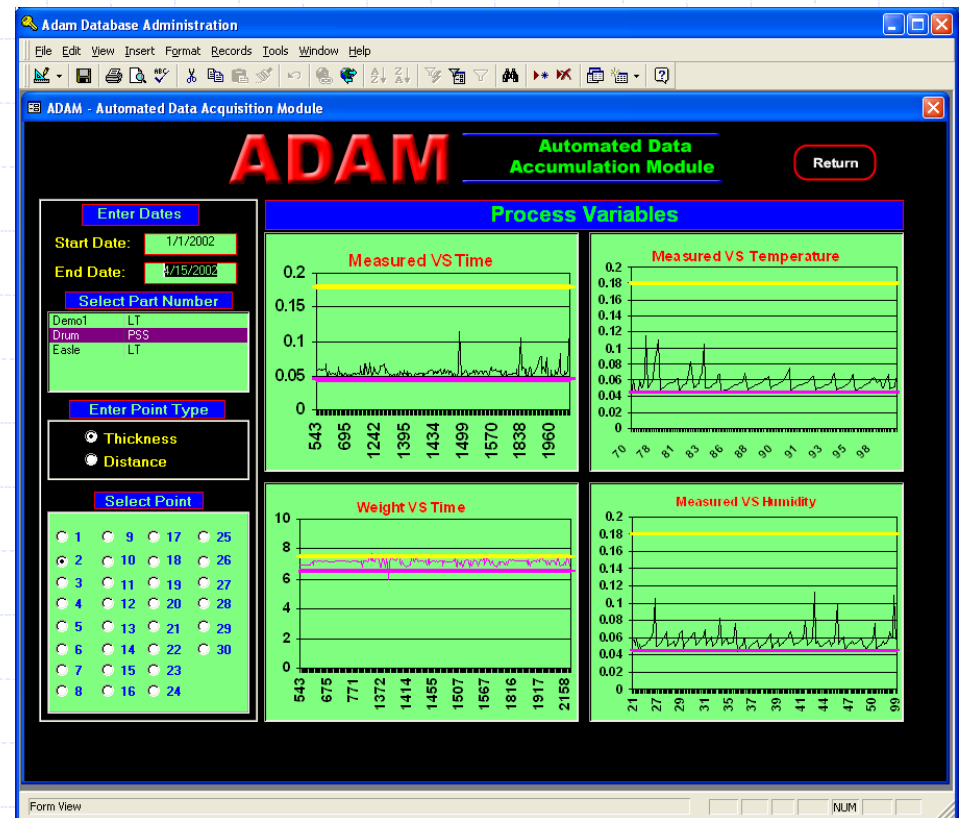 Adam Database Administration
File Edit View Insert Format Records Tools Window Help
ADAM - Automated Data Acquisition Module
ADAM
Automated Data
Accumulation Module
Return
Enter Dates
Start Date: 1/1/2002
End Date: 4/15/2002
Select Part Number
Demo1 LT
Drum PSS
Easle LT
Enter Point Type
Thickness
Distance
Select Point
1 9 17 25
2 10 18 26
3 11 19 27
4 12 20 28
5 13 21 29
6 14 22 30
7 15 23
8 16 24
Process Variables
Measured VS Time
0.2
0.15
0.1
0.05
0
543 695 1242 1395 1434 1499 1570 1838 1960
Measured VS Temperature
0.2
0.18
0.16
0.14
0.12
0.1
0.08
0.06
0.04
0.02
0
70 78 81 83 86 88 90 91 93 95 98
Weight VS Time
10
8
6
4
2
0
543 675 771 1372 1414 1455 1507 1567 1816 1917 2158
Measured VS Humidity
0.2
0.18
0.16
0.14
0.12
0.1
0.08
0.06
0.04
0.02
0
21 27 29 31 35 37 39 41 44 47 50 99
Form View
NUM